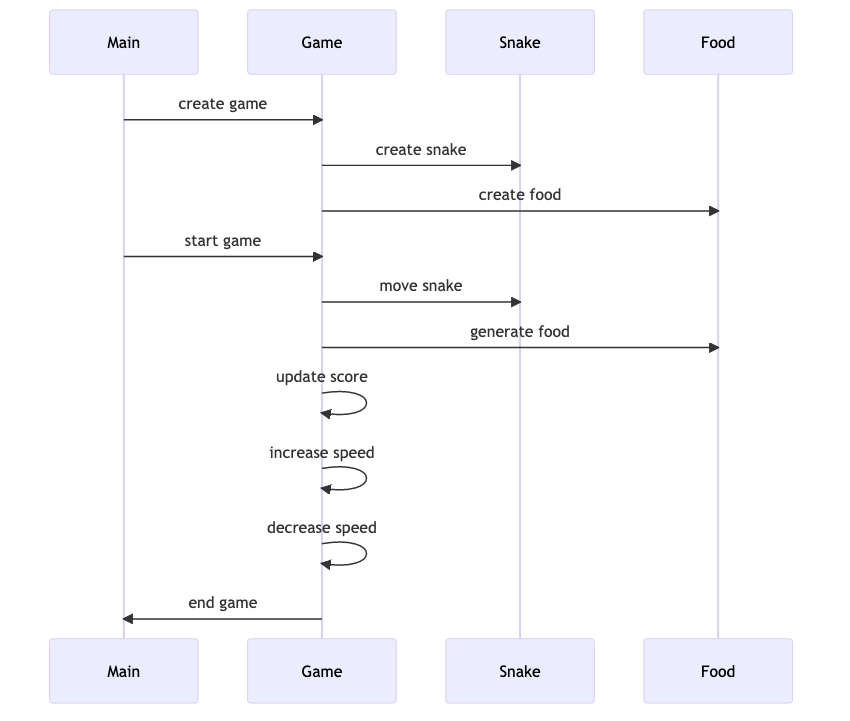 Main
Game
Snake
Food
create game
create snake
create food
start game
move snake
generate food
update score
increase speed
decrease speed
end game
Main
Game
Snake
Food